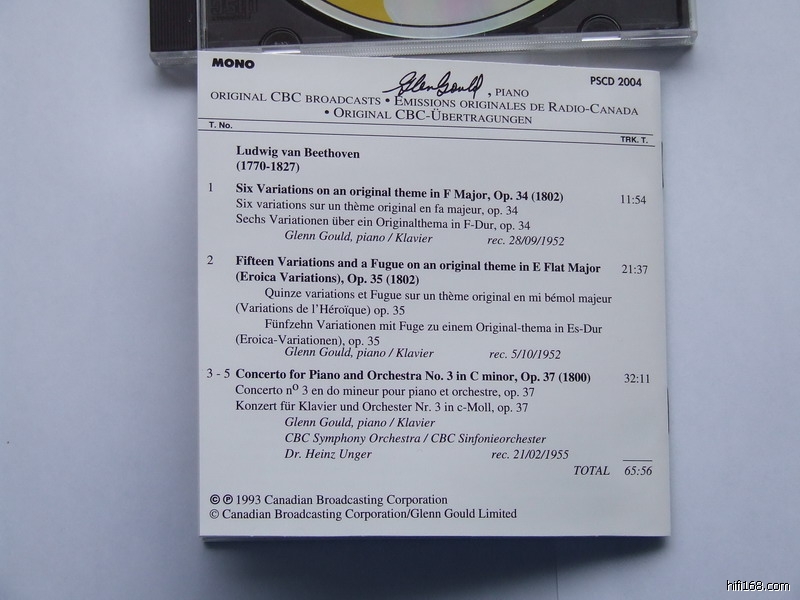 MONO
PSCD 2004
Glenn Gould, PIANO
ORIGINAL CBC BROADCASTS • ÉMISSIONS ORIGINALES DE RADIO-CANADA
• ORIGINAL CBC-ÜBERTRAGUNGEN
T. No. TRK. T.
Ludwig van Beethoven
(1770-1827)
1 Six Variations on an original theme in F Major, Op. 34 (1802) 11:54
Six variations sur un thème original en fa majeur, op. 34
Sechs Variationen über ein Originalthema in F-Dur, op. 34
Glenn Gould, piano / Klavier rec. 28/09/1952
2 Fifteen Variations and a Fugue on an original theme in E Flat Major 21:37
(Eroica Variations), Op. 35 (1802)
Quinze variations et Fugue sur un thème original en mi bémol majeur
(Variations de l'Héroïque) op. 35
Fünfzehn Variationen mit Fuge zu einem Original-thema in Es-Dur
(Eroica-Variationen), op. 35
Glenn Gould, piano / Klavier rec. 5/10/1952
3 - 5 Concerto for Piano and Orchestra No. 3 in C minor, Op. 37 (1800) 32:11
Concerto nº 3 en do mineur pour piano et orchestre, op. 37
Konzert für Klavier und Orchester Nr. 3 in c-Moll, op. 37
Glenn Gould, piano / Klavier
CBC Symphony Orchestra / CBC Sinfonieorchester
Dr. Heinz Unger rec. 21/02/1955
TOTAL 65:56
© ℗ 1993 Canadian Broadcasting Corporation
© Canadian Broadcasting Corporation/Glenn Gould Limited
hifi168.com